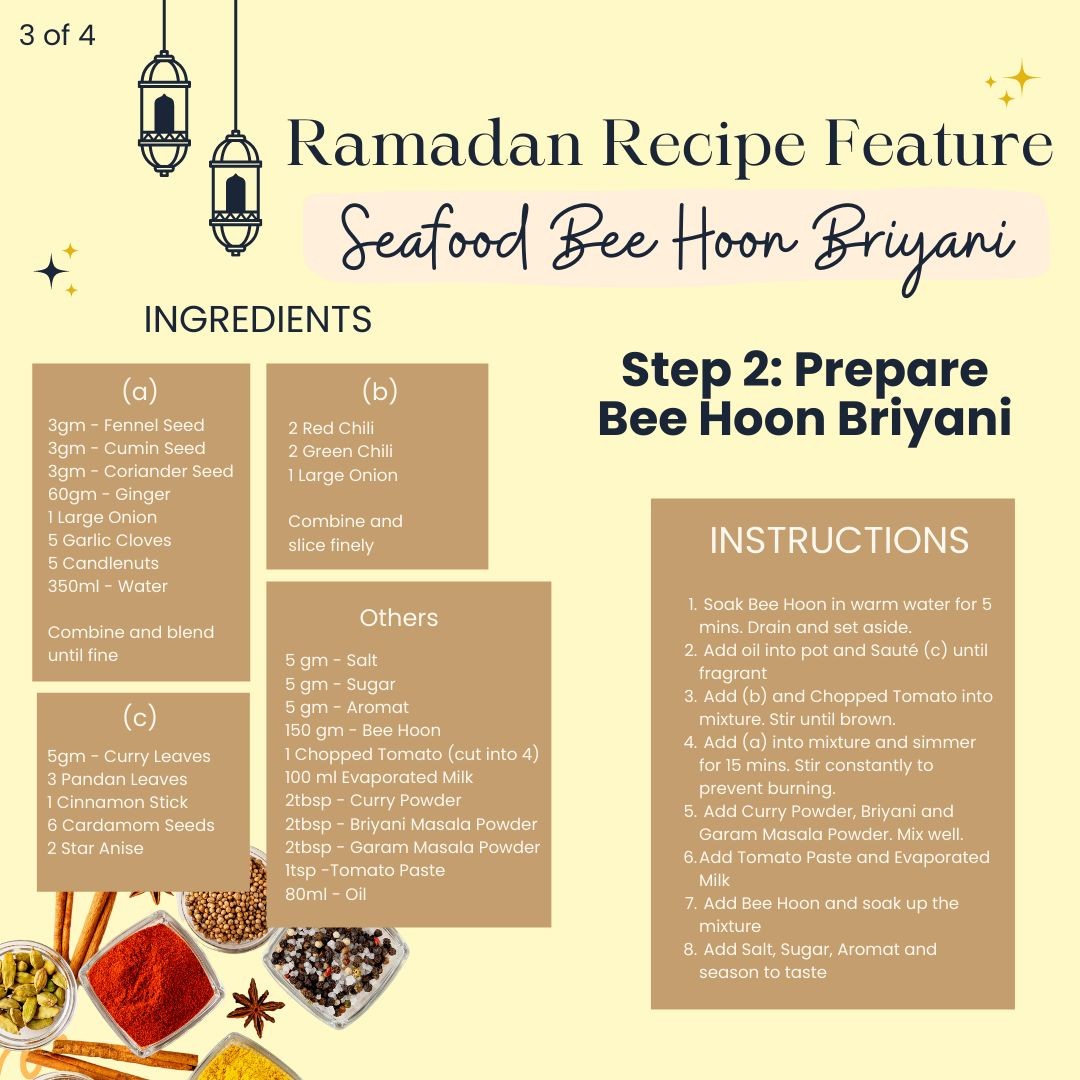 3 of 4
Ramadan Recipe Feature
Seafood Bee Hoon Briyani
INGREDIENTS
(a)
3gm - Fennel Seed
3gm - Cumin Seed
3gm - Coriander Seed
60gm - Ginger
1 Large Onion
5 Garlic Cloves
5 Candlenuts
350ml - Water
Combine and blend
until fine
(b)
2 Red Chili
2 Green Chili
1 Large Onion
Combine and
slice finely
(c)
5gm - Curry Leaves
3 Pandan Leaves
1 Cinnamon Stick
6 Cardamom Seeds
2 Star Anise
Others
5 gm - Salt
5 gm - Sugar
5 gm - Aromat
150 gm - Bee Hoon
1 Chopped Tomato (cut into 4)
100 ml Evaporated Milk
2tbsp - Curry Powder
2tbsp - Briyani Masala Powder
2tbsp - Garam Masala Powder
1tsp -Tomato Paste
80ml - Oil
Step 2: Prepare
Bee Hoon Briyani
INSTRUCTIONS
1. Soak Bee Hoon in warm water for 5
mins. Drain and set aside.
2. Add oil into pot and Sauté (c) until
fragrant
3. Add (b) and Chopped Tomato into
mixture. Stir until brown.
4. Add (a) into mixture and simmer
for 15 mins. Stir constantly to
prevent burning.
5. Add Curry Powder, Briyani and
Garam Masala Powder. Mix well.
6.Add Tomato Paste and Evaporated
Milk
7. Add Bee Hoon and soak up the
mixture
8. Add Salt, Sugar, Aromat and
season to taste